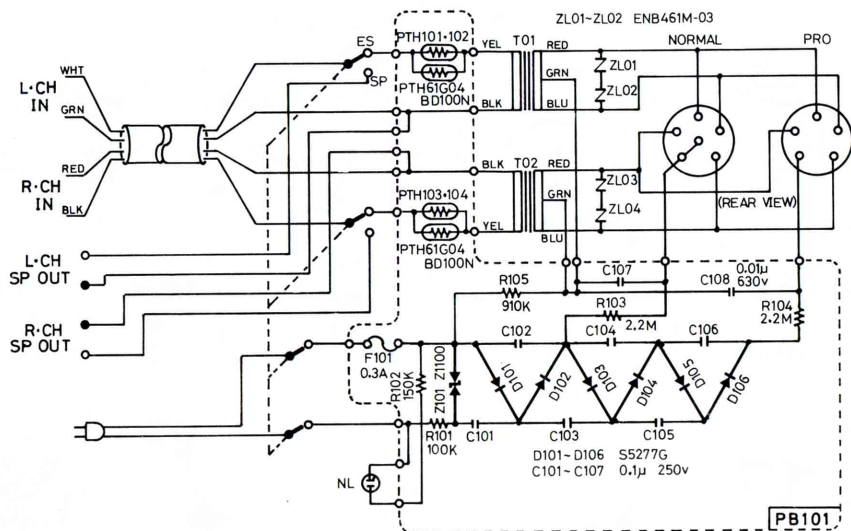 ZL01~ZL02 ENB461M-03
NORMAL
PRO
ES
SP
PTH101·102
PTH61G04
BD100N
YEL
T01
RED
GRN
BLU
BLK
ZL01
ZL02
WHT
L·CH
IN
GRN
RED
R·CH
IN
BLK
BLK
T02
RED
GRN
BLU
YEL
ZL03
ZL04
(REAR VIEW)
PTH103·104
PTH61G04
BD100N
L·CH
SP OUT
R·CH
SP OUT
R105
910K
C107
C108
0.01μ
630v
R103
2.2M
R104
2.2M
C102
C104
C106
F101
0.3A
R102
150K
Z101
Z1100
D101
D102
D103
D104
D105
D106
R101
100K
C101
C103
C105
D101~D106 S5277G
C101~C107 0.1μ 250v
NL
PB101